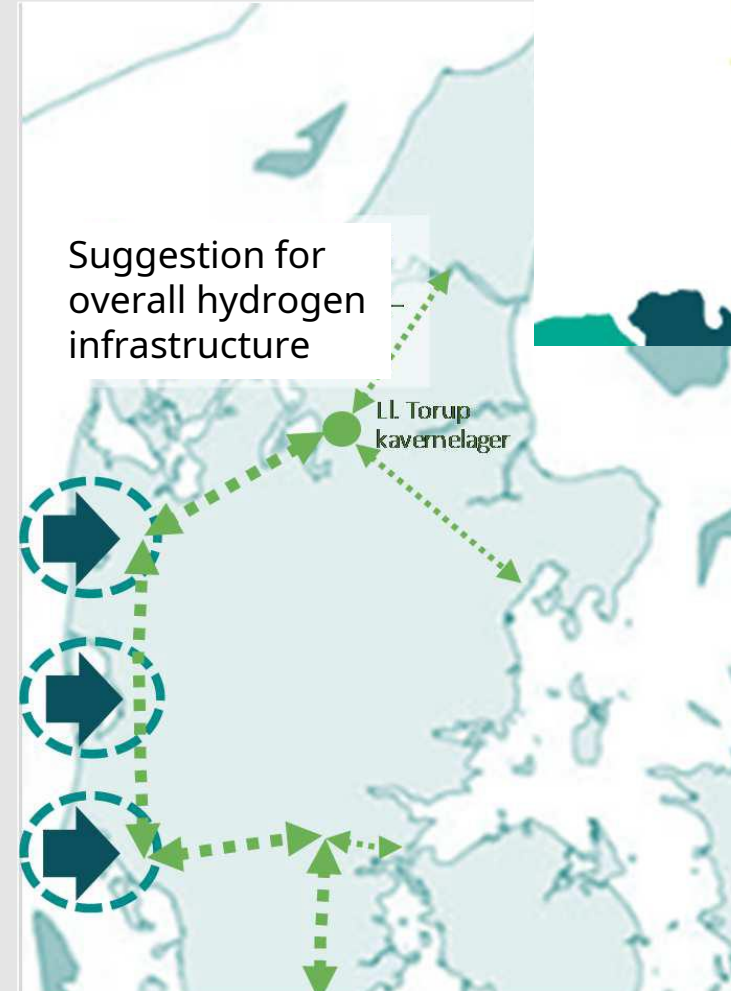 Suggestion for
overall hydrogen
infrastructure
Ll. Torup
kavernelager